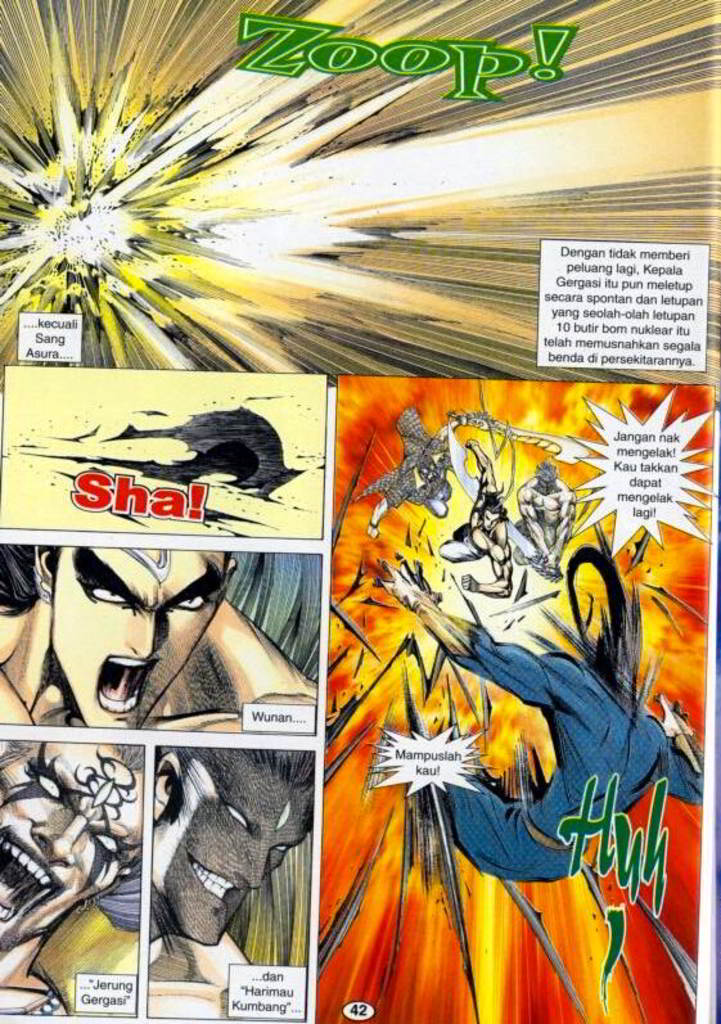 Zoop!
Dengan tidak memberi
peluang lagi, Kepala
Gergasi itu pun meletup
secara spontan dan letupan
yang seolah-olah letupan
10 butir bom nuklear itu
telah memusnahkan segala
benda di persekitarannya.
....kecuali
Sang
Asura....
Sha!
Wunan....
..."Jerung
Gergasi"
...dan
"Harimau
Kumbang"...
Jangan nak
mengelak!
Kau takkan
dapat
mengelak
lagi!
Mampuslah
kau!
Huh
!
42